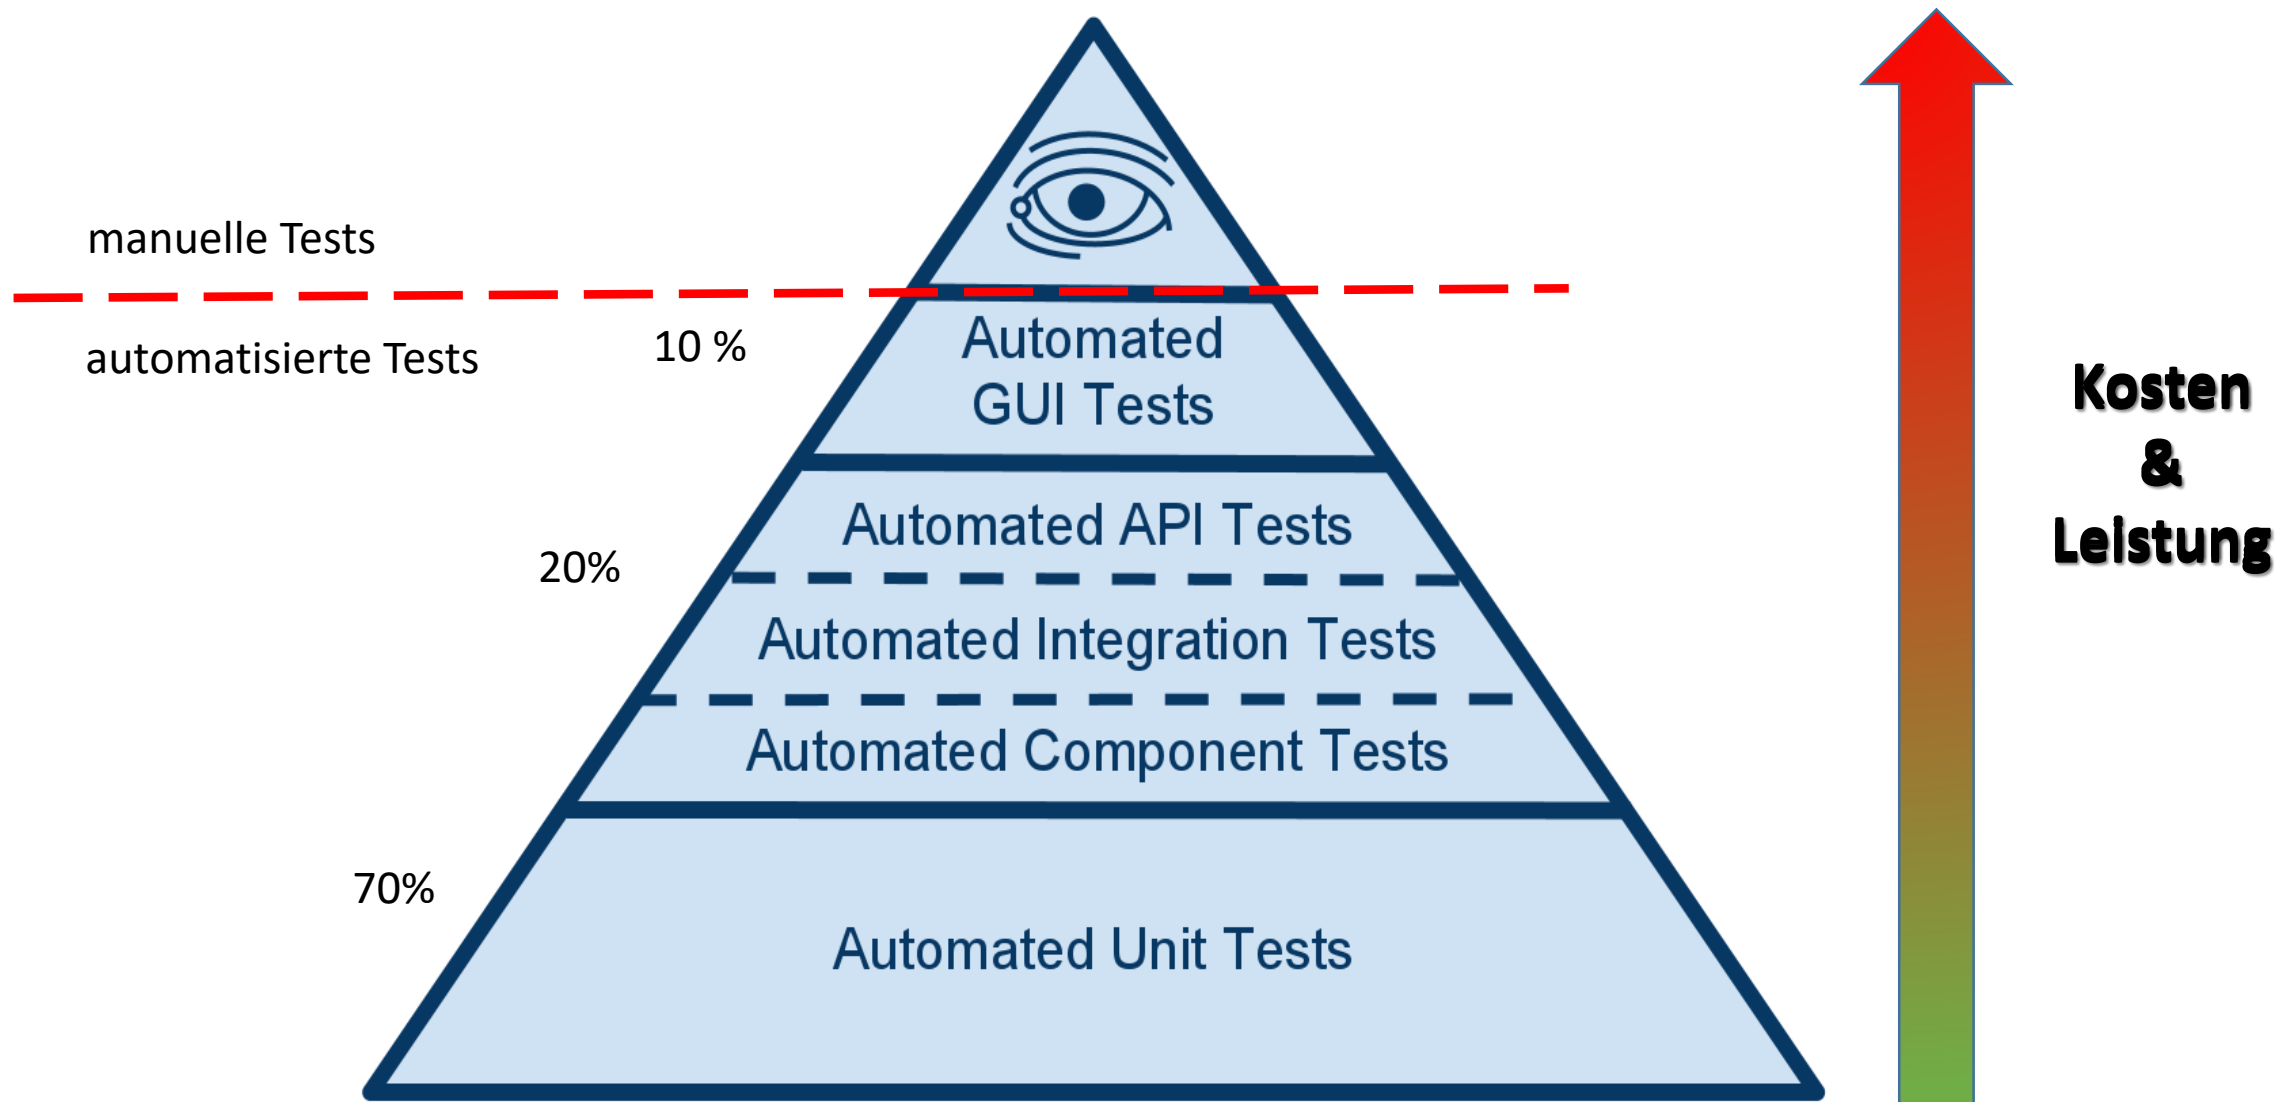 manuelle Tests
automatisierte Tests
10 %
Automated
GUI Tests
20%
Automated API Tests
Automated Integration Tests
Automated Component Tests
70%
Automated Unit Tests
Kosten
&
Leistung